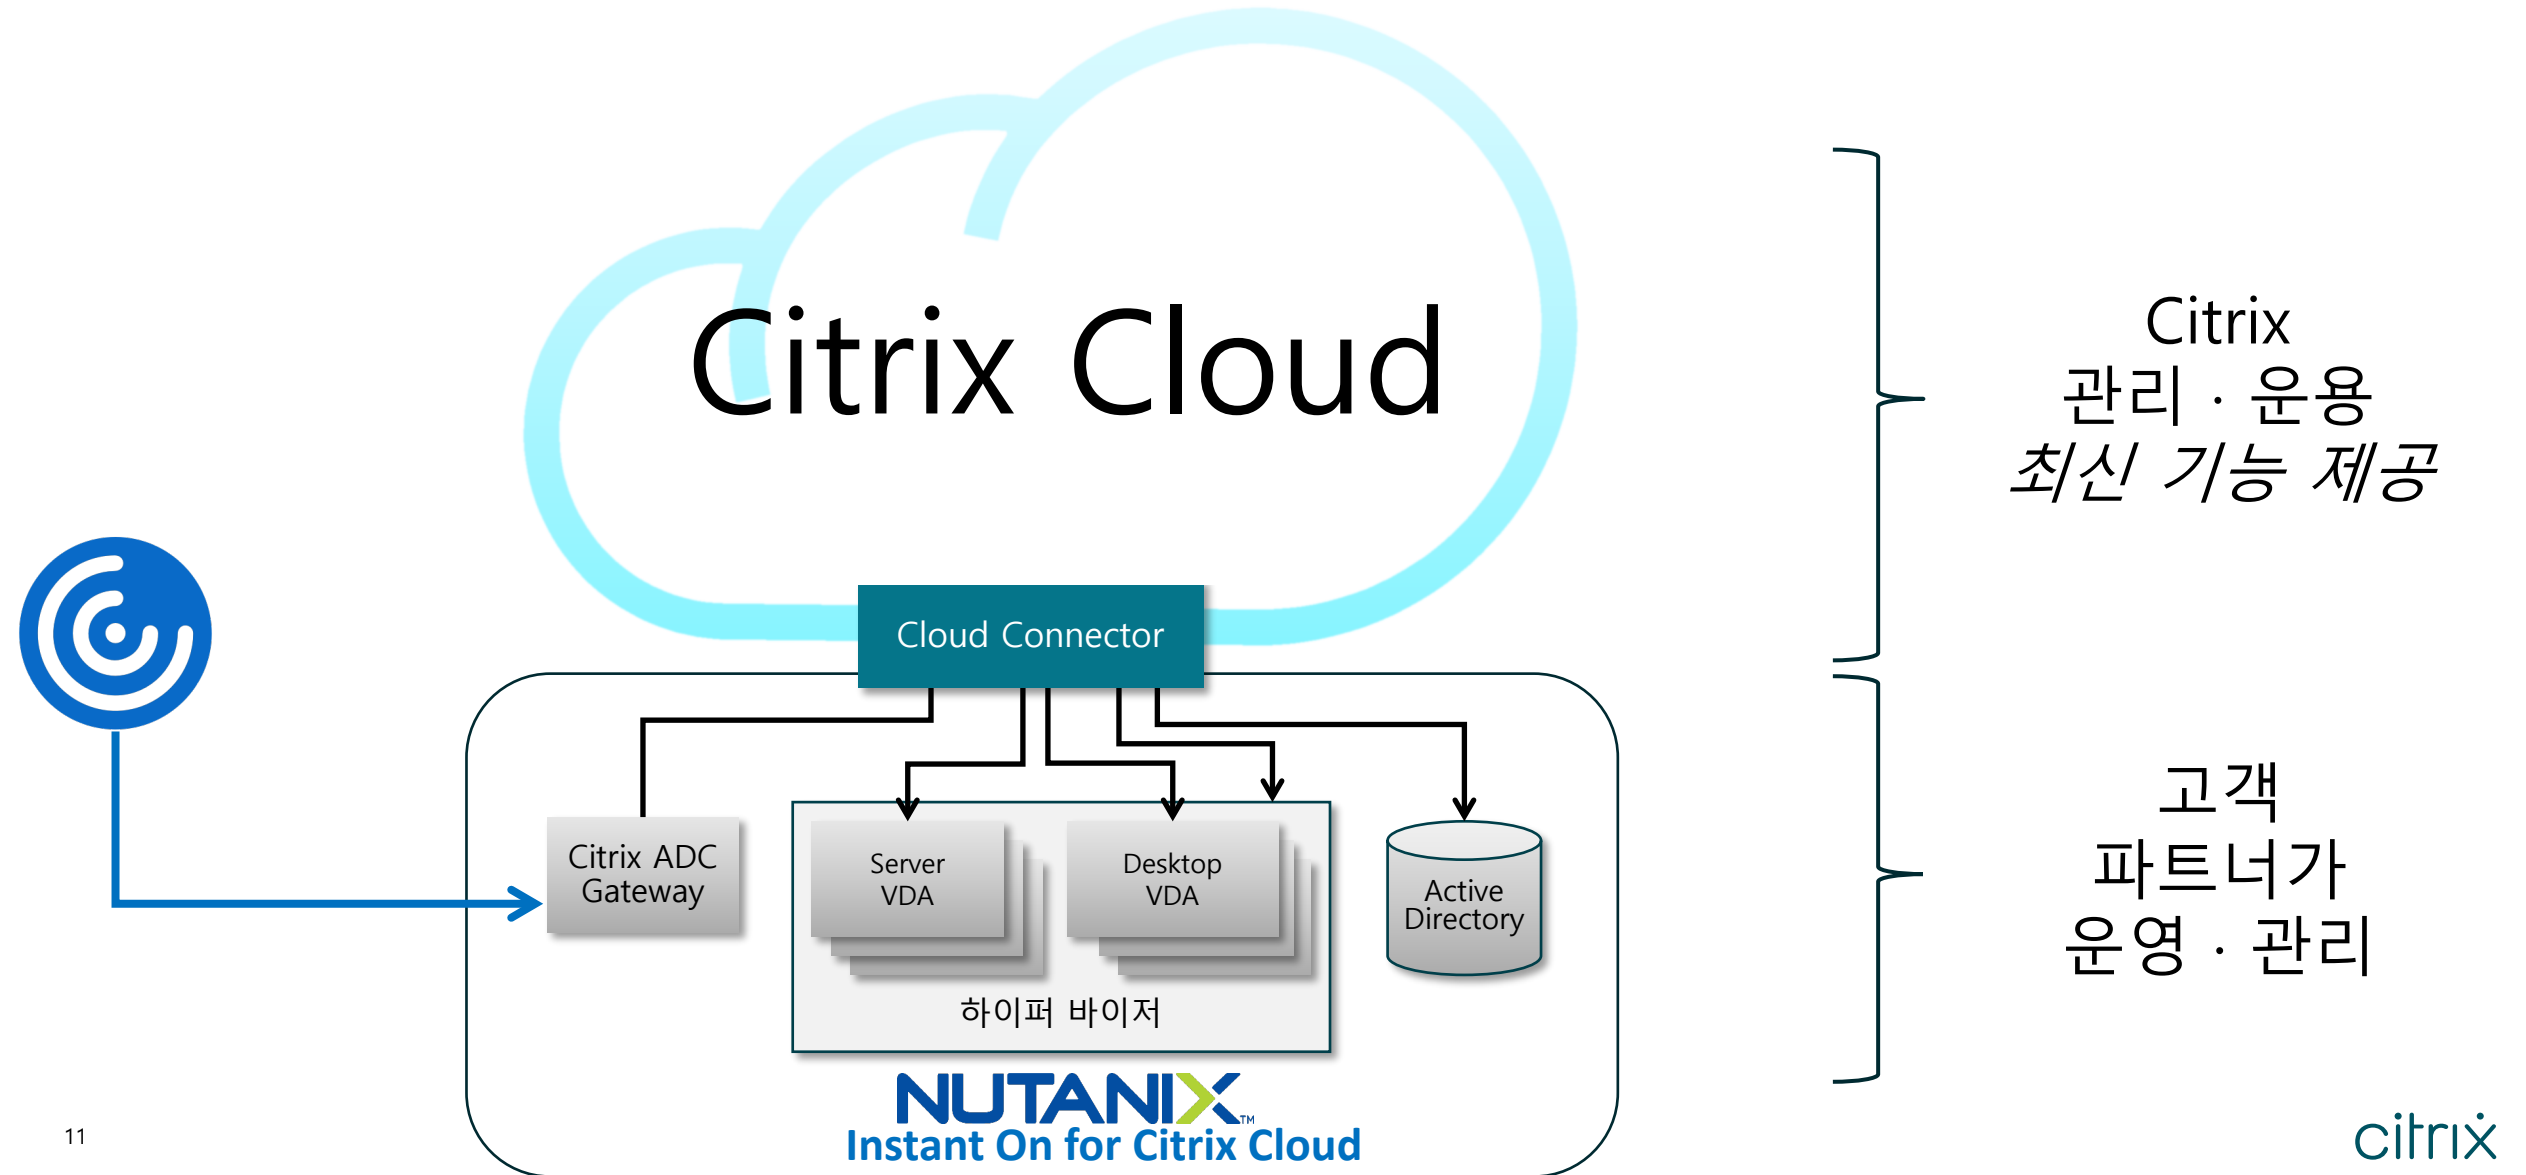 Citrix Cloud
Citrix
관리 · 운용
최신 기능 제공
Cloud Connector
Citrix ADC
Gateway
Server
VDA
Desktop
VDA
Active
Directory
하이퍼 바이저
고객
파트너가
운영 · 관리
NUTANIX™
Instant On for Citrix Cloud
11
citrix